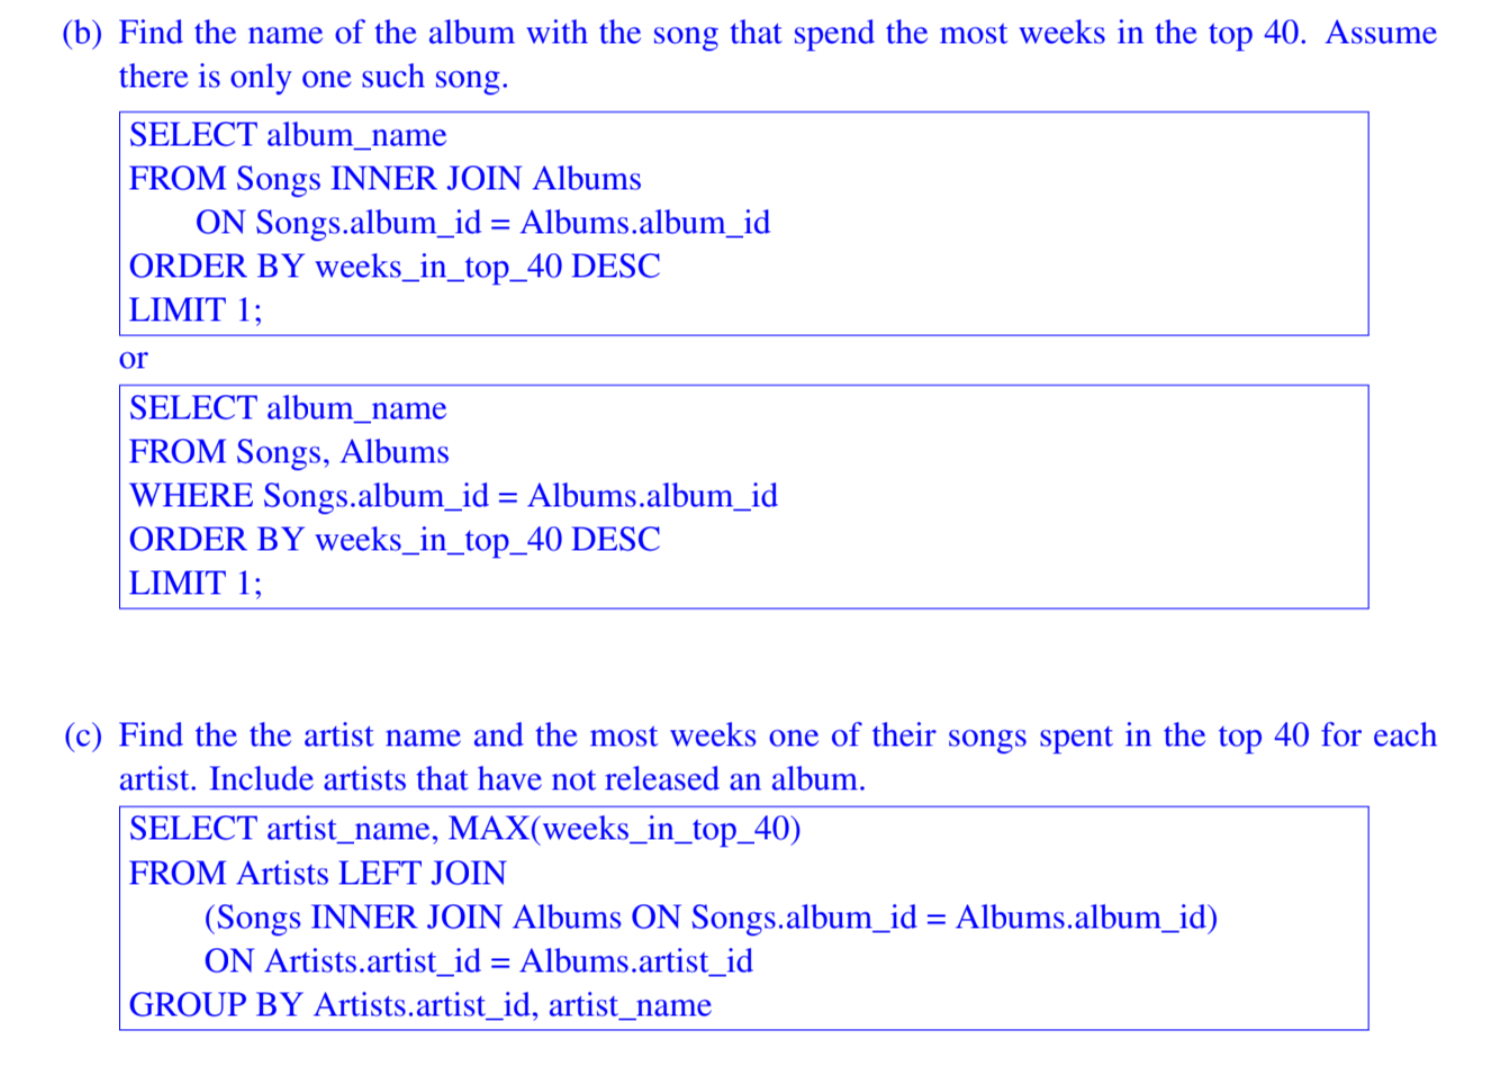 (b) Find the name of the album with the song that spend the most weeks in the top 40. Assume
there is only one such song.
SELECT album_name
FROM Songs INNER JOIN Albums
ON Songs.album_id = Albums.album_id
ORDER BY weeks_in_top_40 DESC
LIMIT 1;
or
SELECT album_name
FROM Songs, Albums
WHERE Songs.album_id = Albums.album_id
ORDER BY weeks_in_top_40 DESC
LIMIT 1;
(c) Find the the artist name and the most weeks one of their songs spent in the top 40 for each
artist. Include artists that have not released an album.
SELECT artist_name, MAX(weeks_in_top_40)
FROM Artists LEFT JOIN
(Songs INNER JOIN Albums ON Songs.album_id = Albums.album_id)
ON Artists.artist_id = Albums.artist_id
GROUP BY Artists.artist_id, artist_name